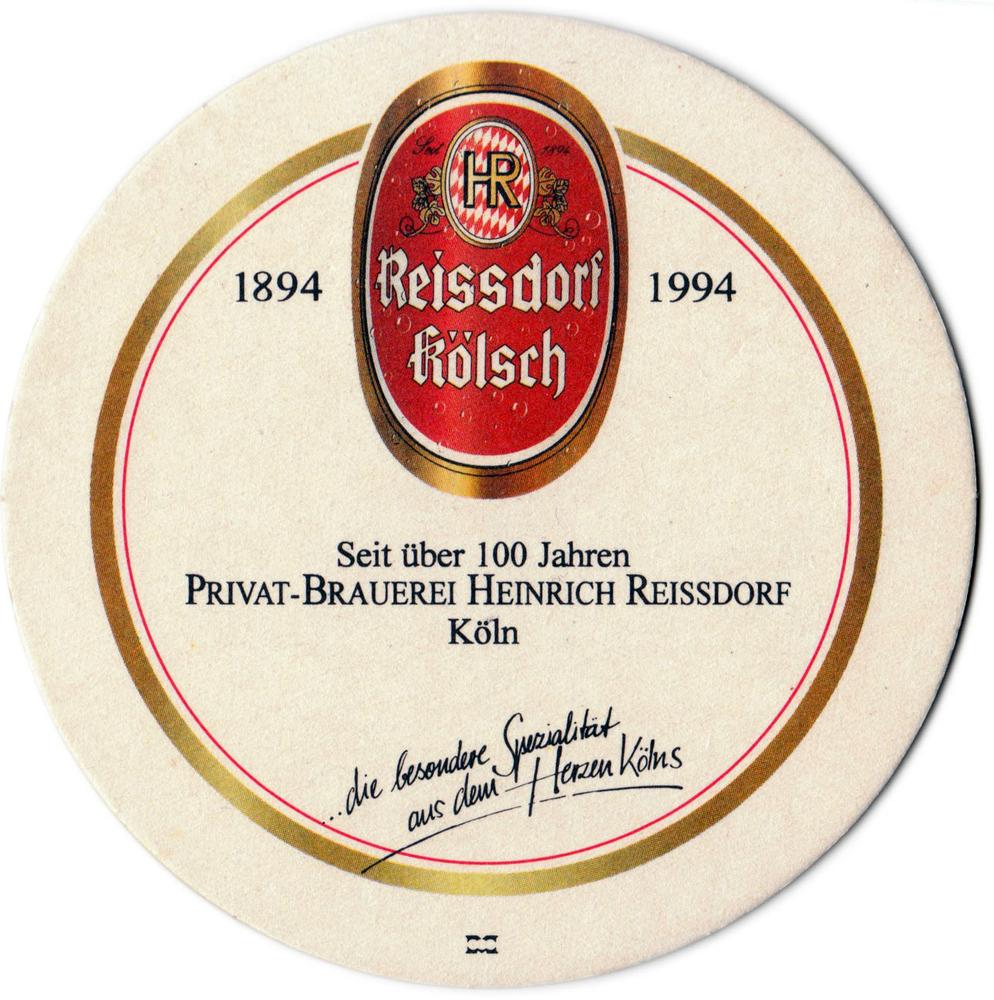 Seit 1894
HR
Reissdorf
Kölsch
1894 1994
Seit über 100 Jahren
PRIVAT-BRAUEREI HEINRICH REISSDORF
Köln
...die besondere Spezialität
aus dem Herzen Kölns